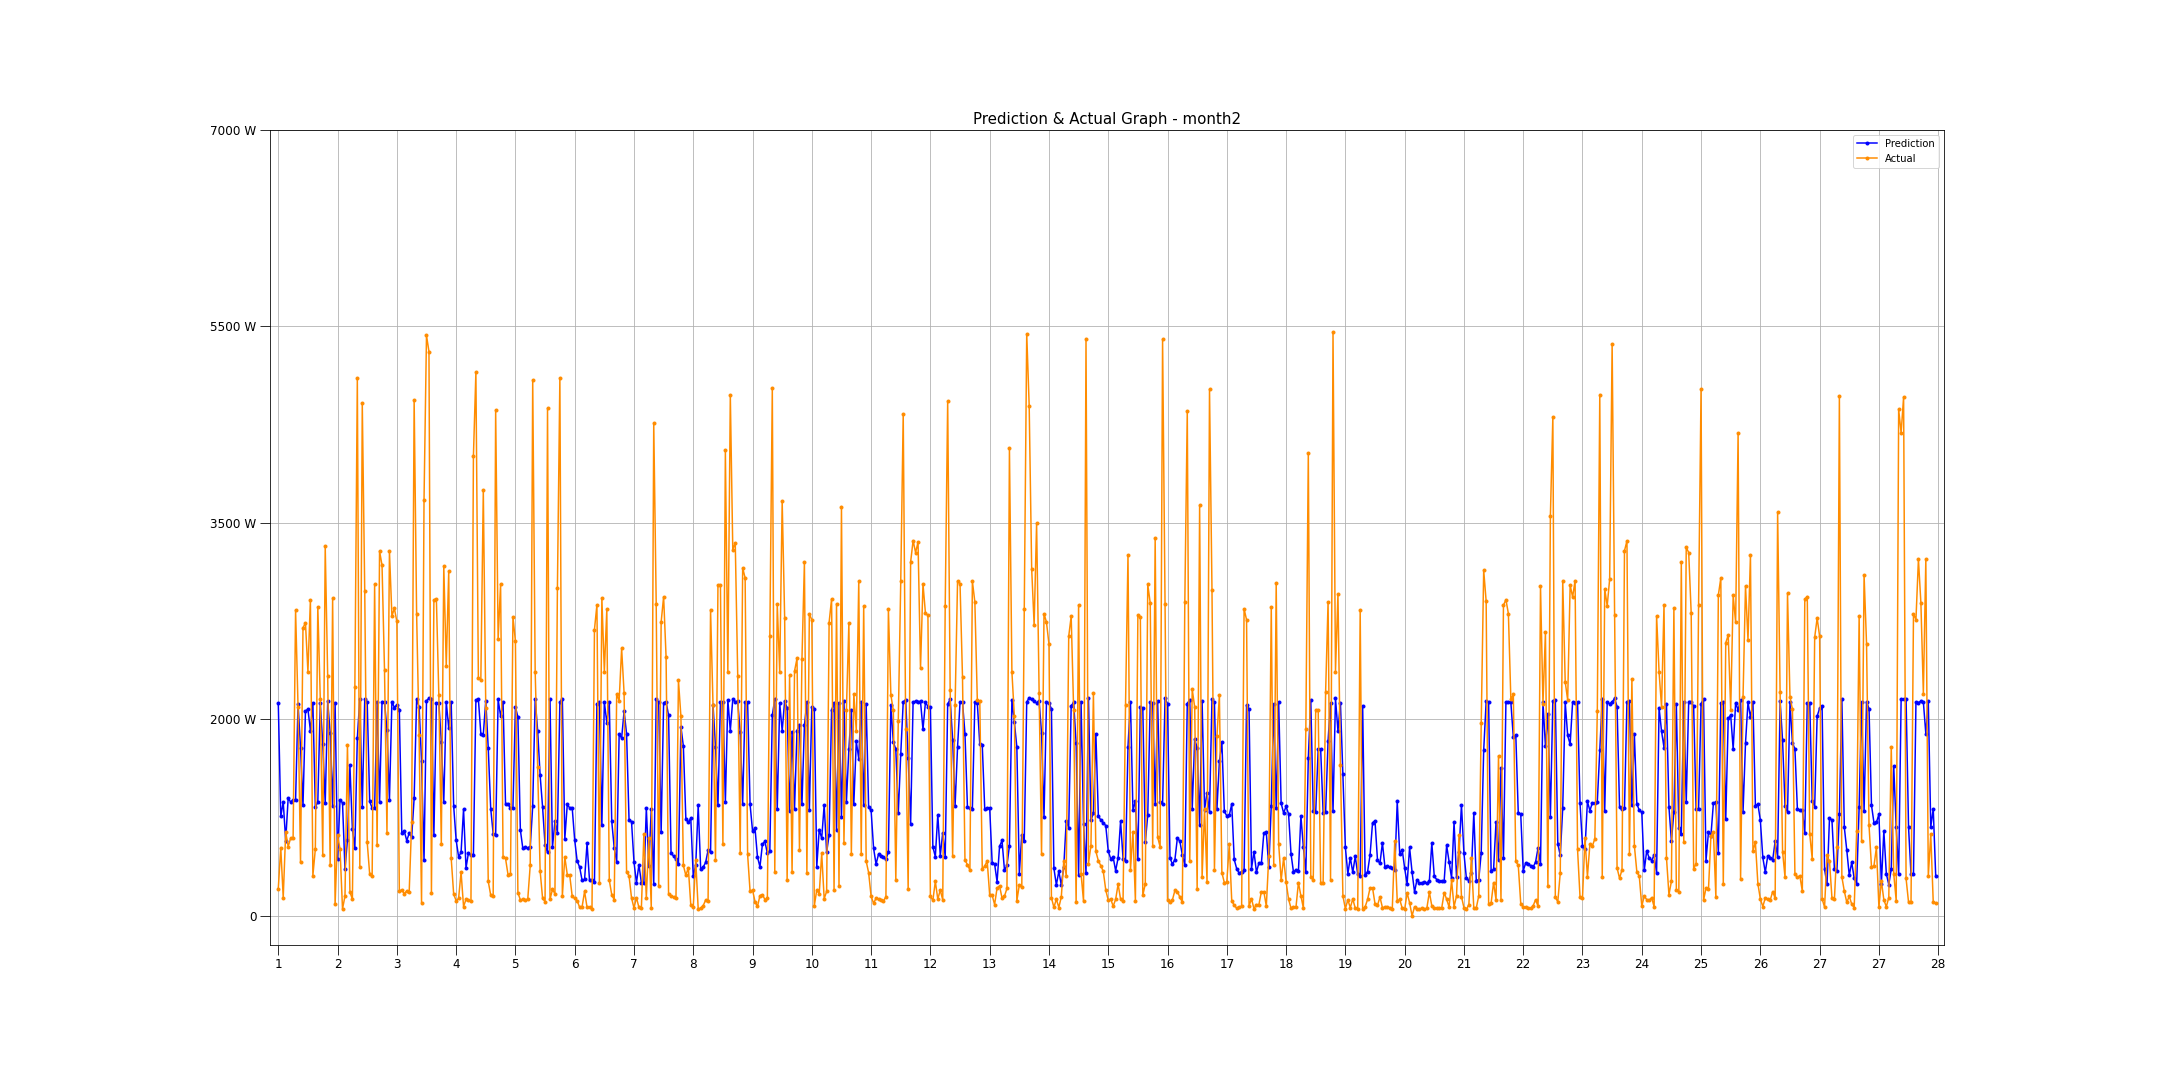 Prediction & Actual Graph - month2
7000 W
5500 W
3500 W
2000 W
0
Prediction
Actual
1 2 3 4 5 6 7 8 9 10 11 12 13 14 15 16 17 18 19 20 21 22 23 24 25 26 27 27 28